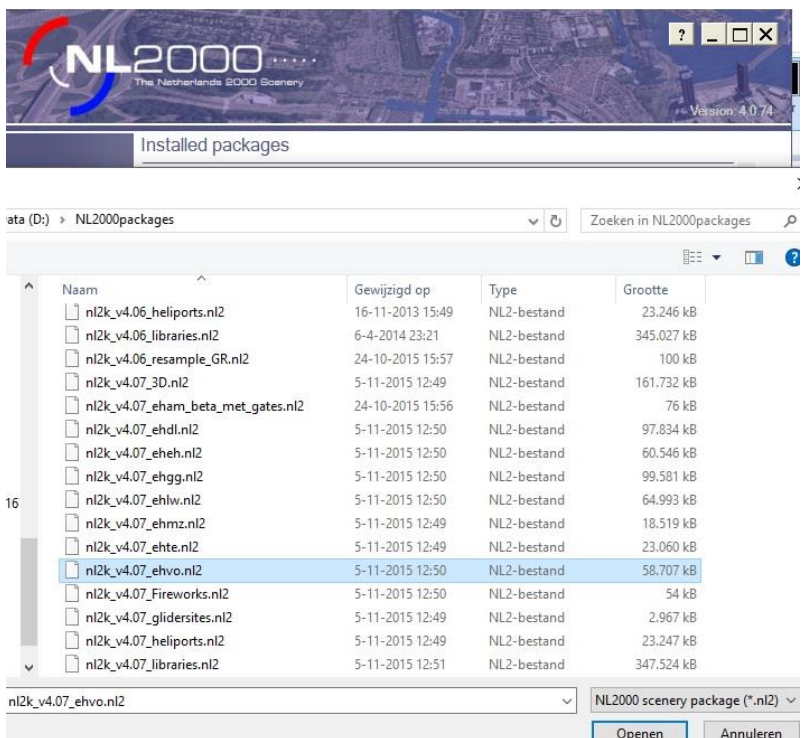 NL2000
The Netherlands 2000 Scenery
?
Version: 4.0.74
Installed packages
ata (D:) > NL2000packages
Zoeken in NL2000packages
Naam Gewijzigd op Type Grootte
nl2k_v4.06_heliports.nl2 16-11-2013 15:49 NL2-bestand 23.246 kB
nl2k_v4.06_libraries.nl2 6-4-2014 23:21 NL2-bestand 345.027 kB
nl2k_v4.06_resample_GR.nl2 24-10-2015 15:57 NL2-bestand 100 kB
nl2k_v4.07_3D.nl2 5-11-2015 12:49 NL2-bestand 161.732 kB
nl2k_v4.07_eham_beta_met_gates.nl2 24-10-2015 15:56 NL2-bestand 76 kB
nl2k_v4.07_ehdl.nl2 5-11-2015 12:50 NL2-bestand 97.834 kB
nl2k_v4.07_eheh.nl2 5-11-2015 12:50 NL2-bestand 60.546 kB
nl2k_v4.07_ehgg.nl2 5-11-2015 12:50 NL2-bestand 99.581 kB
16 nl2k_v4.07_ehlw.nl2 5-11-2015 12:50 NL2-bestand 64.993 kB
nl2k_v4.07_ehmz.nl2 5-11-2015 12:49 NL2-bestand 18.519 kB
nl2k_v4.07_ehte.nl2 5-11-2015 12:49 NL2-bestand 23.060 kB
nl2k_v4.07_ehvo.nl2 5-11-2015 12:50 NL2-bestand 58.707 kB
nl2k_v4.07_Fireworks.nl2 5-11-2015 12:50 NL2-bestand 54 kB
nl2k_v4.07_glidersites.nl2 5-11-2015 12:49 NL2-bestand 2.967 kB
nl2k_v4.07_heliports.nl2 5-11-2015 12:49 NL2-bestand 23.247 kB
nl2k_v4.07_libraries.nl2 5-11-2015 12:51 NL2-bestand 347.524 kB
nl2k_v4.07_ehvo.nl2 NL2000 scenery package (*.nl2)
Openen Annuleren